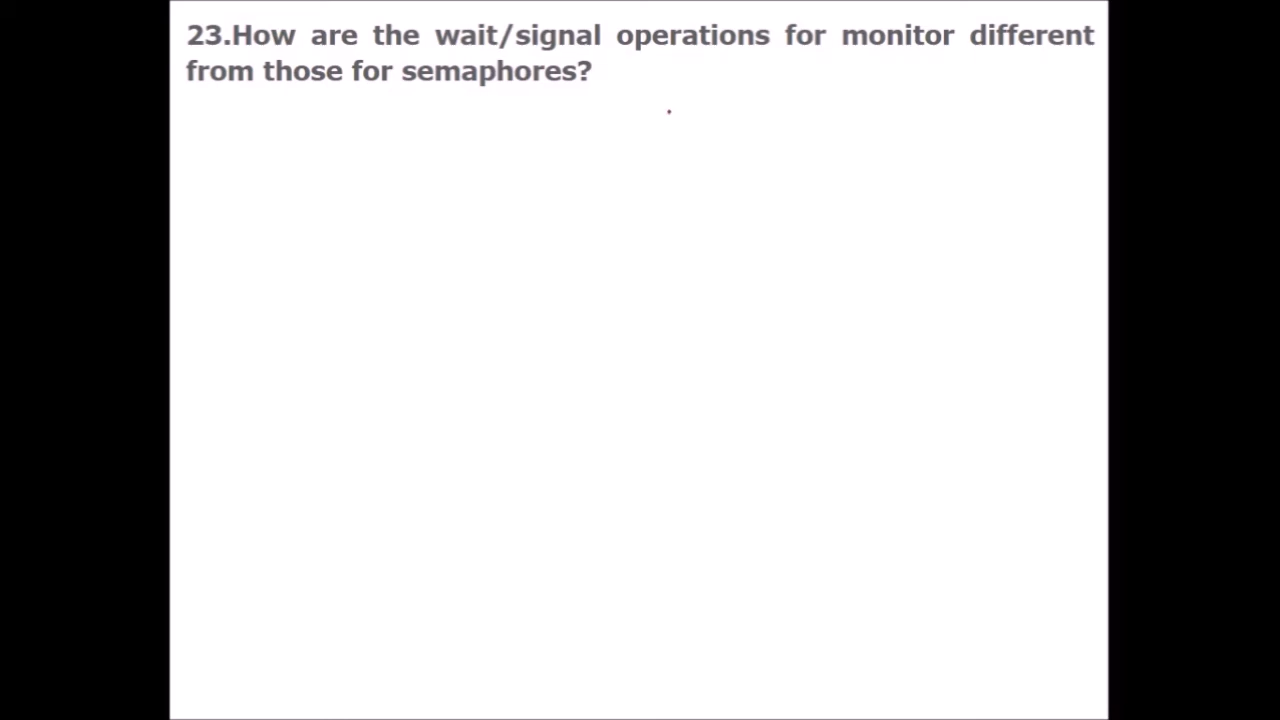 23.How are the wait/signal operations for monitor different
from those for semaphores?